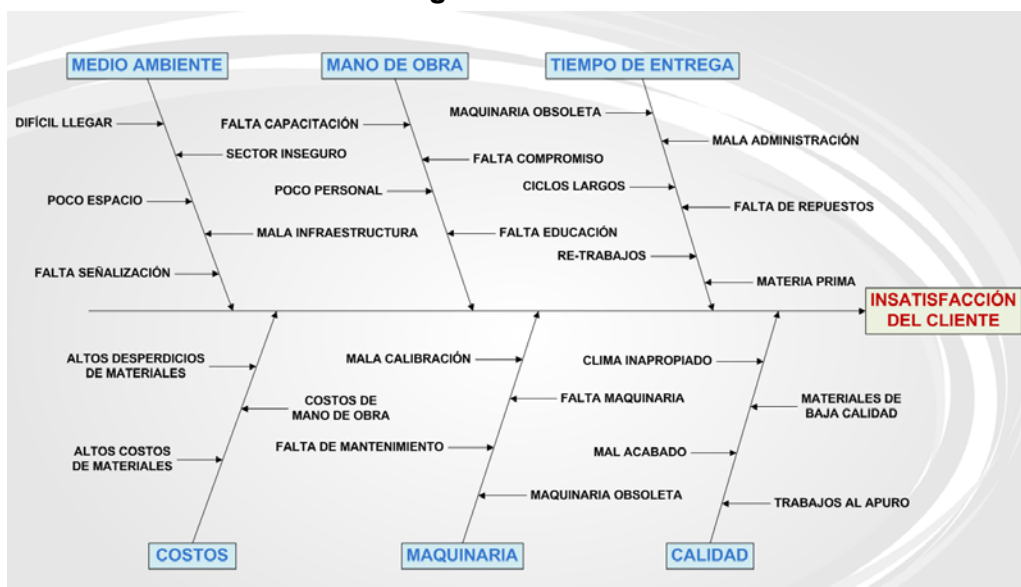 MEDIO AMBIENTE
MANO DE OBRA
TIEMPO DE ENTREGA
DIFÍCIL LLEGAR
SECTOR INSEGURO
POCO ESPACIO
MALA INFRAESTRUCTURA
FALTA SEÑALIZACIÓN
FALTA CAPACITACIÓN
FALTA COMPROMISO
POCO PERSONAL
FALTA EDUCACIÓN
MAQUINARIA OBSOLETA
MALA ADMINISTRACIÓN
CICLOS LARGOS
FALTA DE REPUESTOS
RE-TRABAJOS
MATERIA PRIMA
INSATISFACCIÓN
DEL CLIENTE
ALTOS DESPERDICIOS
DE MATERIALES
COSTOS DE
MANO DE OBRA
ALTOS COSTOS
DE MATERIALES
MALA CALIBRACIÓN
FALTA MAQUINARIA
FALTA DE MANTENIMIENTO
MAQUINARIA OBSOLETA
CLIMA INAPROPIADO
MATERIALES DE
BAJA CALIDAD
MAL ACABADO
TRABAJOS AL APURO
COSTOS
MAQUINARIA
CALIDAD